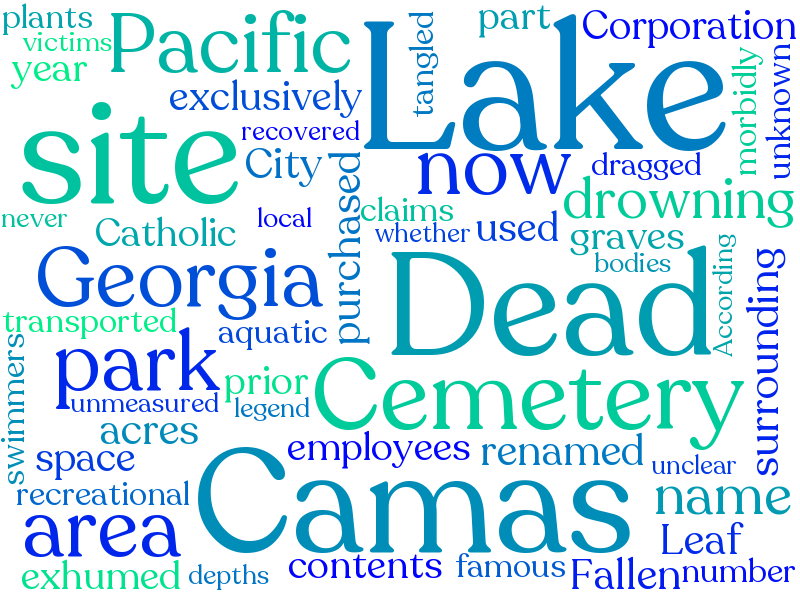 plants
victims
year
Pacific
tangled
part
Corporation
Lake
morbidly
unknown
exclusively
recovered
site
City
now
dragged
drowning
purchased
never
Catholic
local
claims
whether
used
graves
bodies
According
surrounding
Georgia
Dead
transported
aquatic
swimmers
park
prior
Cemetery
unmeasured
legend
acres
employees
renamed
space
unclear
recreational
Camas
name
area
Leaf
exhumed
depths
contents
famous
Fallen
number